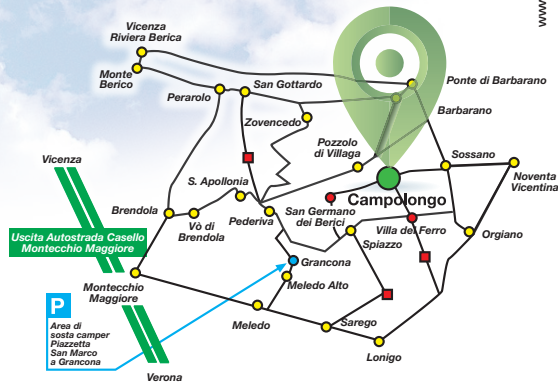 Vicenza
Riviera Berica
Monte
Berico
Perarolo
San Gottardo
Ponte di Barbarano
Barbarano
Zovencedo
Pozzolo
di Villaga
Sossano
Noventa
Vicentina
Vicenza
S. Apollonia
Campolongo
Brendola
Vò di
Brendola
Pederiva
San Germano
dei Berici
Villa del Ferro
Orgiano
Spiazzo
Uscita Autostrada Casello
Montecchio Maggiore
Grancona
Montecchio
Maggiore
Meledo Alto
P
Area di
sosta camper
Piazzetta
San Marco
a Grancona
Meledo
Sarego
Lonigo
Verona